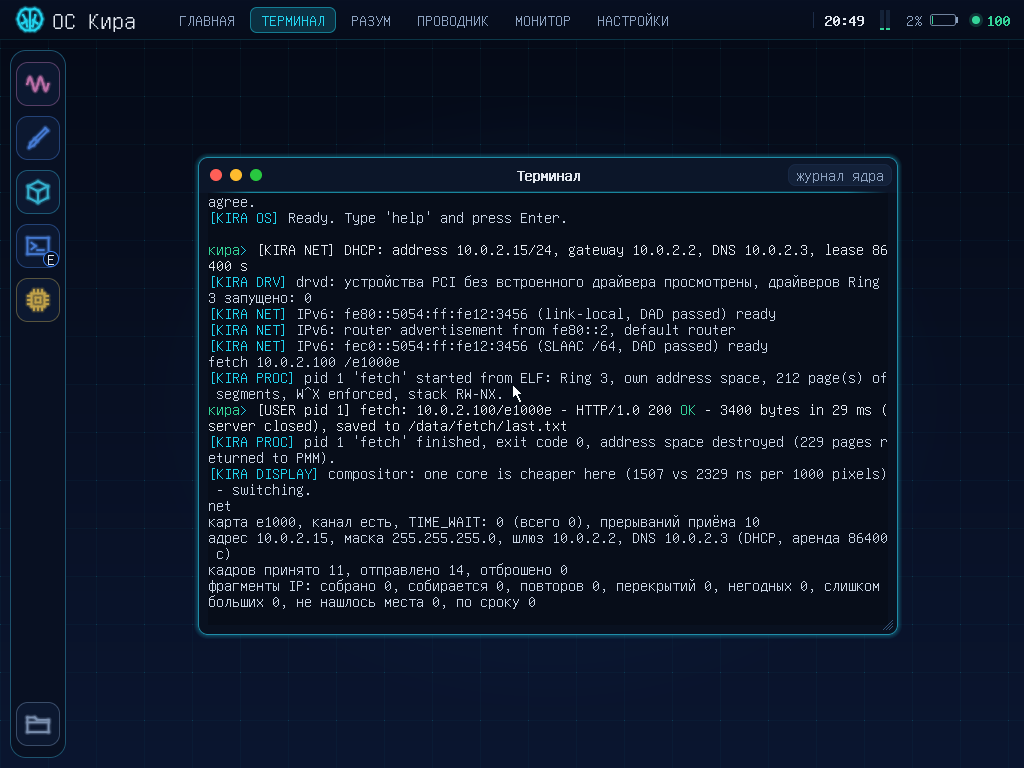 ОС Кира
ГЛАВНАЯ ТЕРМИНАЛ РАЗУМ ПРОВОДНИК МОНИТОР НАСТРОЙКИ
20:49 2% 100
E
Терминал
журнал ядра
agree.
[KIRA OS] Ready. Type 'help' and press Enter.
кира> [KIRA NET] DHCP: address 10.0.2.15/24, gateway 10.0.2.2, DNS 10.0.2.3, lease 86
400 s
[KIRA DRV] drvd: устройства PCI без встроенного драйвера просмотрены, драйверов Ring
3 запущено: 0
[KIRA NET] IPv6: fe80::5054:ff:fe12:3456 (link-local, DAD passed) ready
[KIRA NET] IPv6: router advertisement from fe80::2, default router
[KIRA NET] IPv6: fec0::5054:ff:fe12:3456 (SLAAC /64, DAD passed) ready
fetch 10.0.2.100 /e1000e
[KIRA PROC] pid 1 'fetch' started from ELF: Ring 3, own address space, 212 page(s) of
segments, W^X enforced, stack RW-NX.
кира> [USER pid 1] fetch: 10.0.2.100/e1000e - HTTP/1.0 200 OK - 3400 bytes in 29 ms (
server closed), saved to /data/fetch/last.txt
[KIRA PROC] pid 1 'fetch' finished, exit code 0, address space destroyed (229 pages r
eturned to PMM).
[KIRA DISPLAY] compositor: one core is cheaper here (1507 vs 2329 ns per 1000 pixels)
- switching.
net
карта e1000, канал есть, TIME_WAIT: 0 (всего 0), прерываний приёма 10
адрес 10.0.2.15, маска 255.255.255.0, шлюз 10.0.2.2, DNS 10.0.2.3 (DHCP, аренда 86400
с)
кадров принято 11, отправлено 14, отброшено 0
фрагменты IP: собрано 0, собирается 0, повторов 0, перекрытий 0, негодных 0, слишком
больших 0, не нашлось места 0, по сроку 0